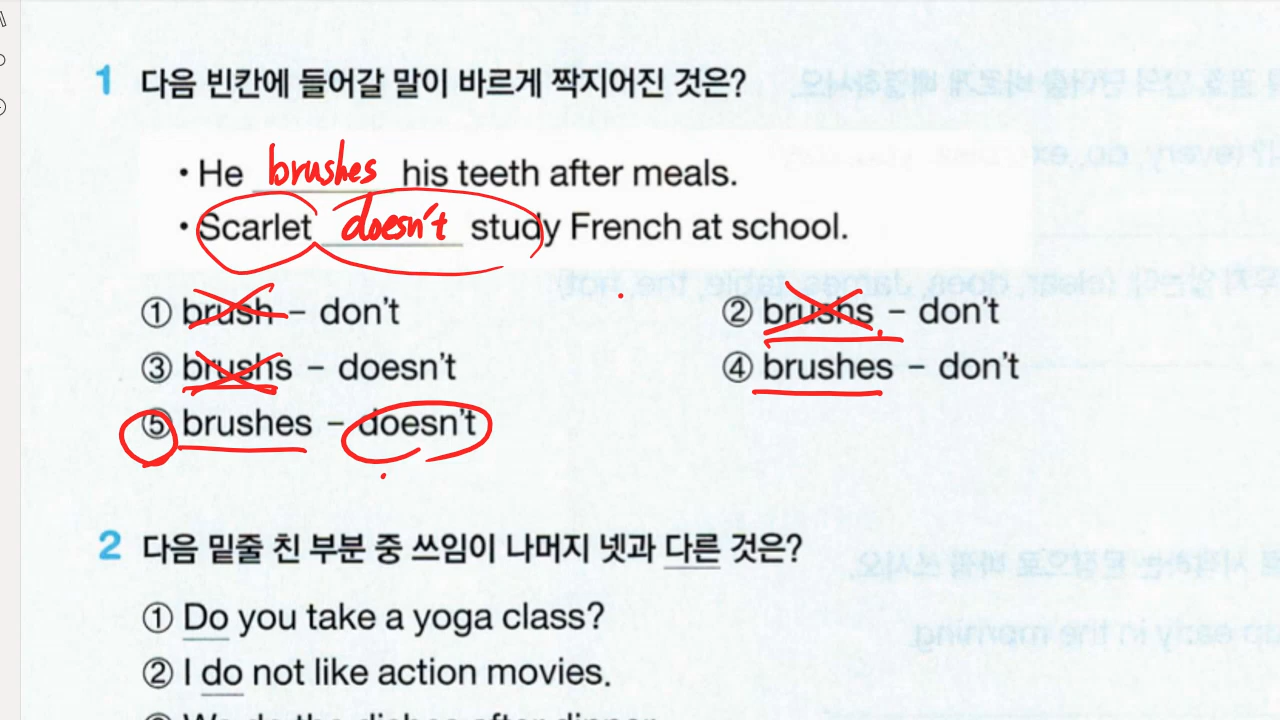 1 다음 빈칸에 들어갈 말이 바르게 짝지어진 것은?
• He brushes his teeth after meals.
• Scarlet doesn't study French at school.
① brush – don't
② brushs – don't
③ brushs – doesn't
④ brushes – don't
⑤ brushes – doesn't
2 다음 밑줄 친 부분 중 쓰임이 나머지 넷과 다른 것은?
① Do you take a yoga class?
② I do not like action movies.